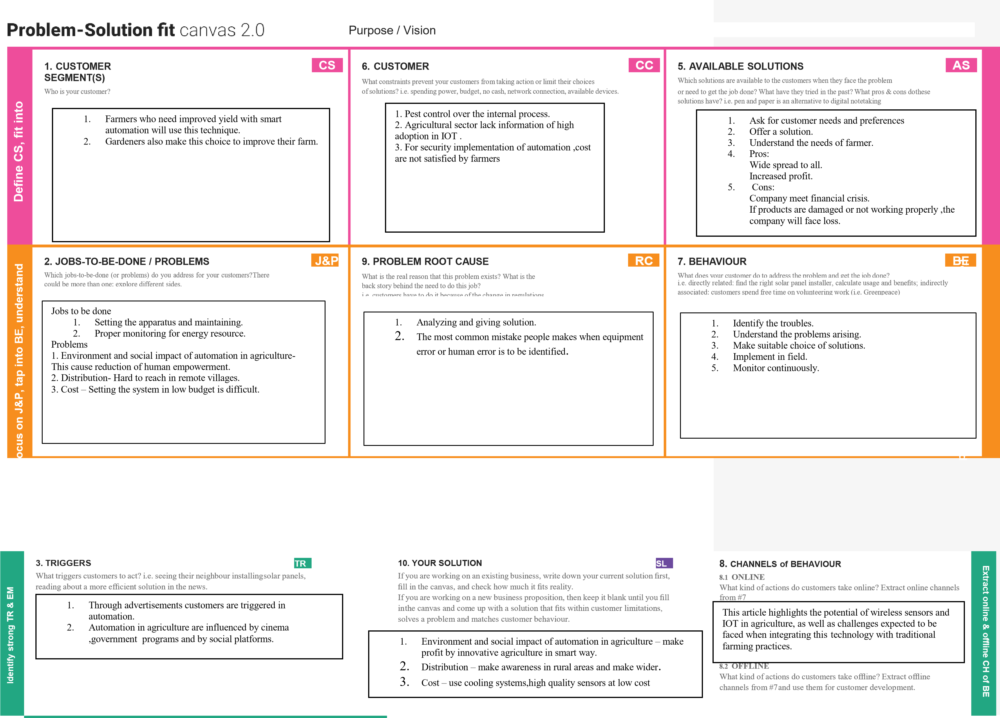 Problem-Solution fit canvas 2.0
Purpose / Vision
Define CS, fit into
1. CUSTOMER
SEGMENT(S)
CS
Who is your customer?
1. Farmers who need improved yield with smart
automation will use this technique.
2. Gardeners also make this choice to improve their farm.
6. CUSTOMER
CC
What constraints prevent your customers from taking action or limit their choices
of solutions? i.e. spending power, budget, no cash, network connection, available devices.
1. Pest control over the internal process.
2. Agricultural sector lack information of high
adoption in IOT .
3. For security implementation of automation ,cost
are not satisfied by farmers
5. AVAILABLE SOLUTIONS
AS
Which solutions are available to the customers when they face the problem
or need to get the job done? What have they tried in the past? What pros & cons dothese
solutions have? i.e. pen and paper is an alternative to digital notetaking
1. Ask for customer needs and preferences
2. Offer a solution.
3. Understand the needs of farmer.
4. Pros:
Wide spread to all.
Increased profit.
5. Cons:
Company meet financial crisis.
If products are damaged or not working properly ,the
company will face loss.
ocus on J&P, tap into BE, understand
2. JOBS-TO-BE-DONE / PROBLEMS
J&P
Which jobs-to-be-done (or problems) do you address for your customers?There
could be more than one: explore different sides.
Jobs to be done
1. Setting the apparatus and maintaining.
2. Proper monitoring for energy resource.
Problems
1. Environment and social impact of automation in agriculture-
This cause reduction of human empowerment.
2. Distribution- Hard to reach in remote villages.
3. Cost – Setting the system in low budget is difficult.
9. PROBLEM ROOT CAUSE
RC
What is the real reason that this problem exists? What is the
back story behind the need to do this job?
i.e. customers have to do it because of the change in regulations
1. Analyzing and giving solution.
2. The most common mistake people makes when equipment
error or human error is to be identified.
7. BEHAVIOUR
BE
What does your customer do to address the problem and get the job done?
i.e. directly related: find the right solar panel installer, calculate usage and benefits; indirectly
associated: customers spend free time on volunteering work (i.e. Greenpeace)
1. Identify the troubles.
2. Understand the problems arising.
3. Make suitable choice of solutions.
4. Implement in field.
5. Monitor continuously.
Identify strong TR & EM
3. TRIGGERS
TR
What triggers customers to act? i.e. seeing their neighbour installingsolar panels,
reading about a more efficient solution in the news.
1. Through advertisements customers are triggered in
automation.
2. Automation in agriculture are influenced by cinema
,government programs and by social platforms.
10. YOUR SOLUTION
SL
If you are working on an existing business, write down your current solution first,
fill in the canvas, and check how much it fits reality.
If you are working on a new business proposition, then keep it blank until you fill
inthe canvas and come up with a solution that fits within customer limitations,
solves a problem and matches customer behaviour.
1. Environment and social impact of automation in agriculture – make
profit by innovative agriculture in smart way.
2. Distribution – make awareness in rural areas and make wider.
3. Cost – use cooling systems,high quality sensors at low cost
8. CHANNELS of BEHAVIOUR
8.1 ONLINE
What kind of actions do customers take online? Extract online channels
from #7
This article highlights the potential of wireless sensors and
IOT in agriculture, as well as challenges expected to be
faced when integrating this technology with traditional
farming practices.
8.2 OFFLINE
What kind of actions do customers take offline? Extract offline
channels from #7and use them for customer development.
Extract online & offline CH of BE